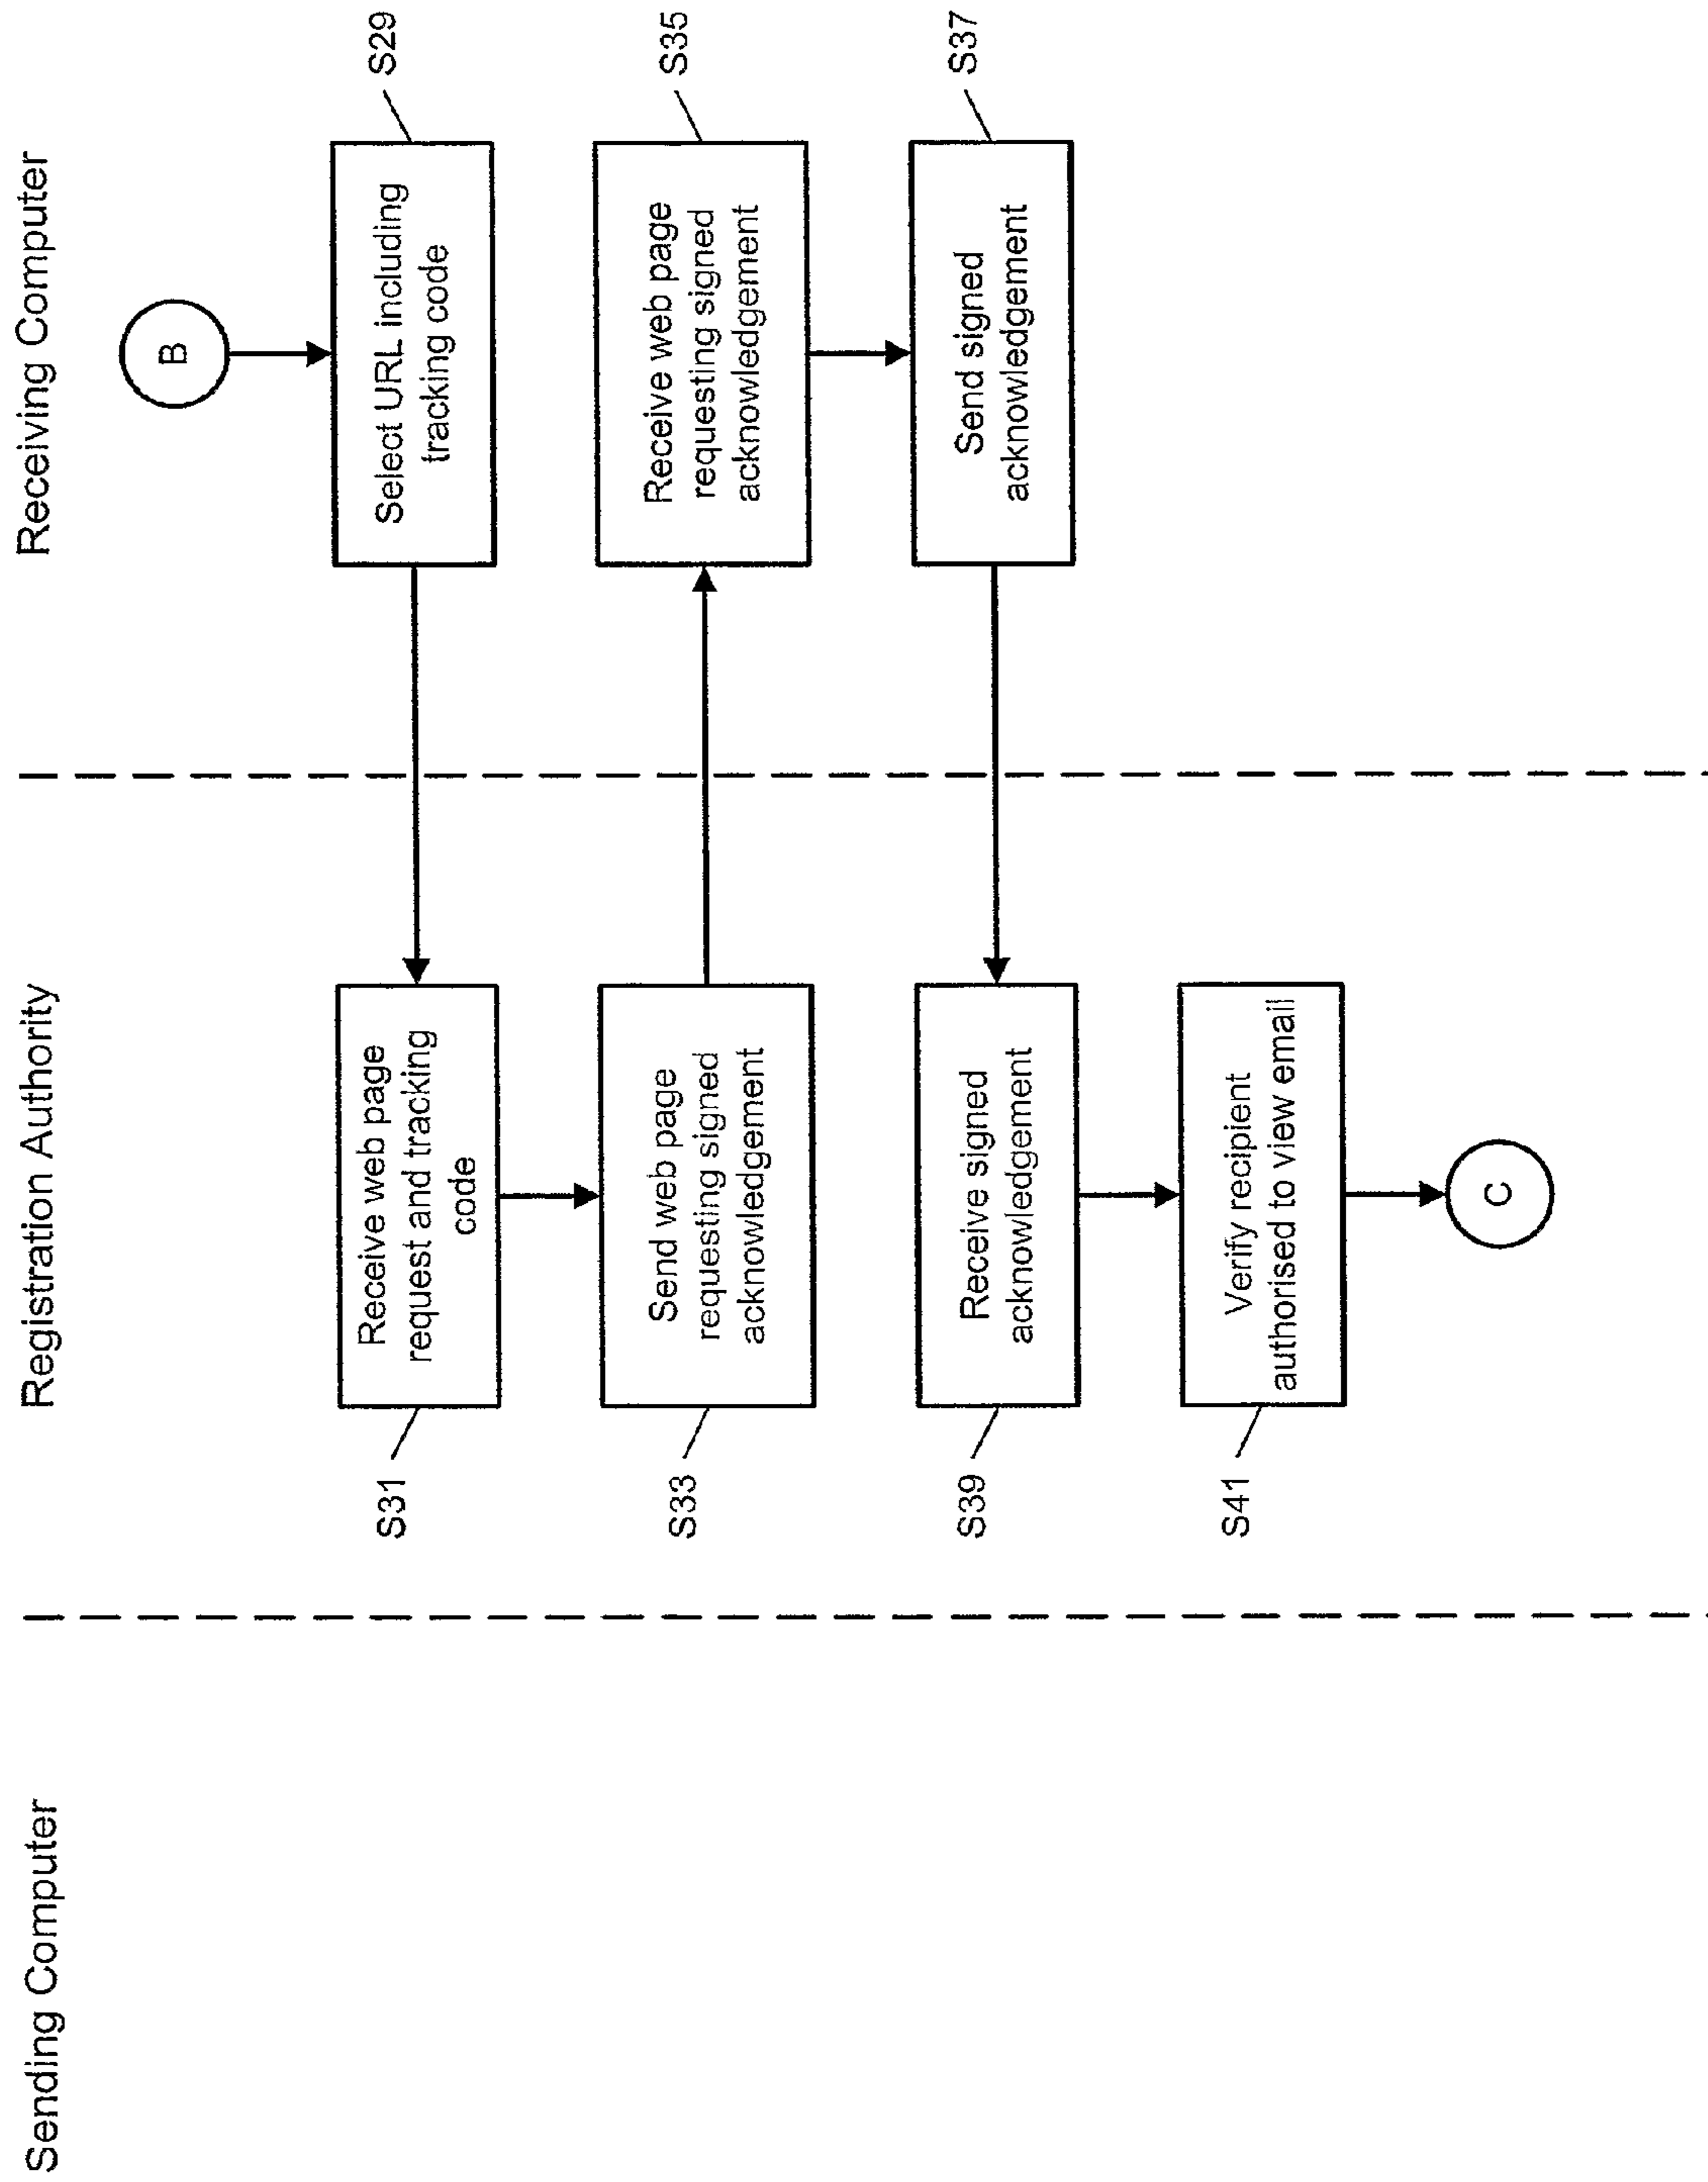 Sending Computer
Registration Authority
Receiving Computer
B
Select URL including
tracking code
S29
Receive web page
request and tracking
code
S31
Send web page
requesting signed
acknowledgement
S33
Receive web page
requesting signed
acknowledgement
S35
Send signed
acknowledgement
S37
Receive signed
acknowledgement
S39
Verify recipient
authorised to view email
S41
C